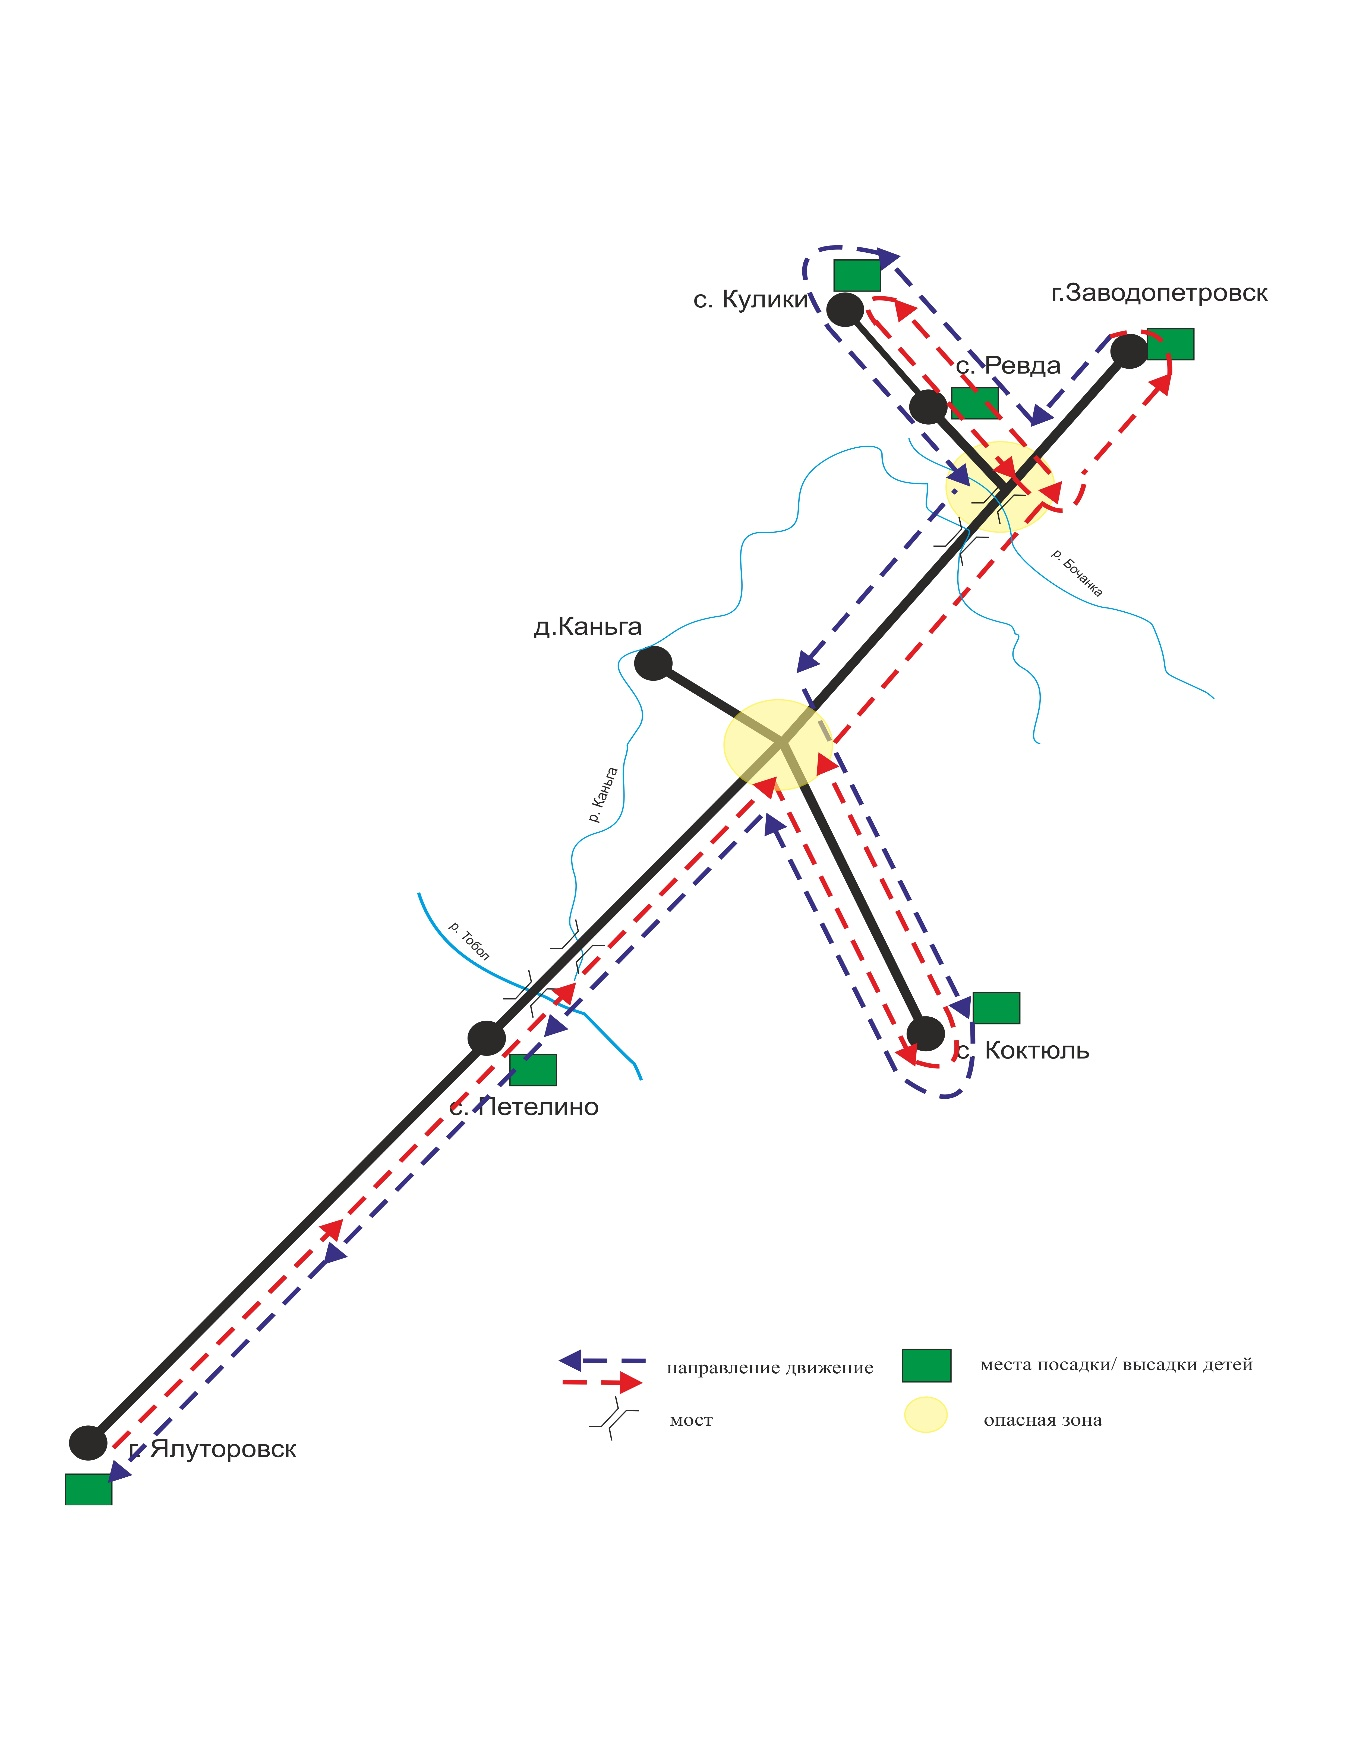 г.Заводопетровск
с. Кулики
с. Ревда
р. Бочанка
д.Каньга
р. Каньга
р. Тобол
с. Коктюль
с. Петелино
г. Ялуторовск
направление движение
места посадки/ высадки детей
мост
опасная зона